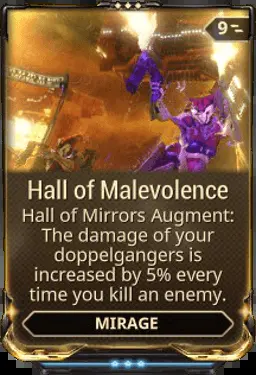 9
Hall of Malevolence
Hall of Mirrors Augment:
The damage of your
doppelgangers is
increased by 5% every
time you kill an enemy.
MIRAGE